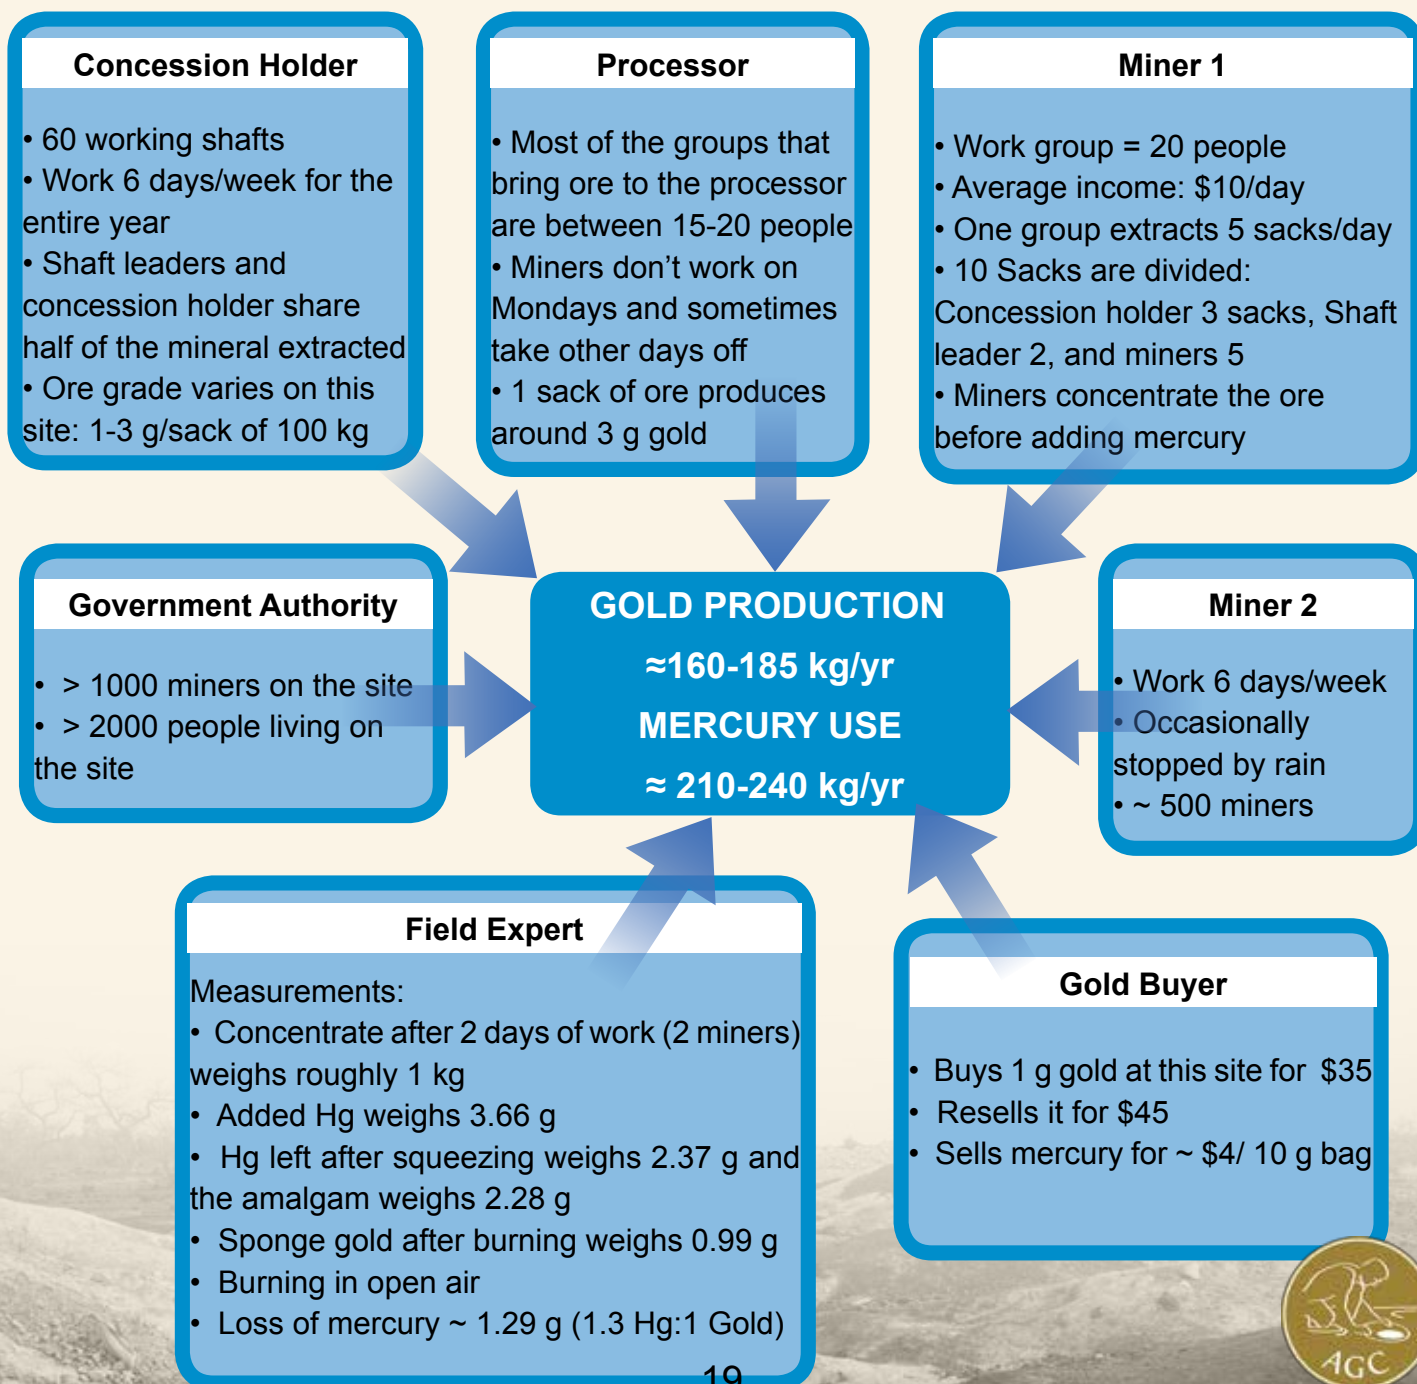 Concession Holder
• 60 working shafts
• Work 6 days/week for the
entire year
• Shaft leaders and
concession holder share
half of the mineral extracted
• Ore grade varies on this
site: 1-3 g/sack of 100 kg
Processor
• Most of the groups that
bring ore to the processor
are between 15-20 people
• Miners don’t work on
Mondays and sometimes
take other days off
• 1 sack of ore produces
around 3 g gold
Miner 1
• Work group = 20 people
• Average income: $10/day
• One group extracts 5 sacks/day
• 10 Sacks are divided:
Concession holder 3 sacks, Shaft
leader 2, and miners 5
• Miners concentrate the ore
before adding mercury
Government Authority
• > 1000 miners on the site
• > 2000 people living on
the site
GOLD PRODUCTION
≈160-185 kg/yr
MERCURY USE
≈ 210-240 kg/yr
Miner 2
• Work 6 days/week
• Occasionally
stopped by rain
• ~ 500 miners
Field Expert
Measurements:
• Concentrate after 2 days of work (2 miners)
weighs roughly 1 kg
• Added Hg weighs 3.66 g
• Hg left after squeezing weighs 2.37 g and
the amalgam weighs 2.28 g
• Sponge gold after burning weighs 0.99 g
• Burning in open air
• Loss of mercury ~ 1.29 g (1.3 Hg:1 Gold)
Gold Buyer
• Buys 1 g gold at this site for $35
• Resells it for $45
• Sells mercury for ~ $4/ 10 g bag
19
AGC